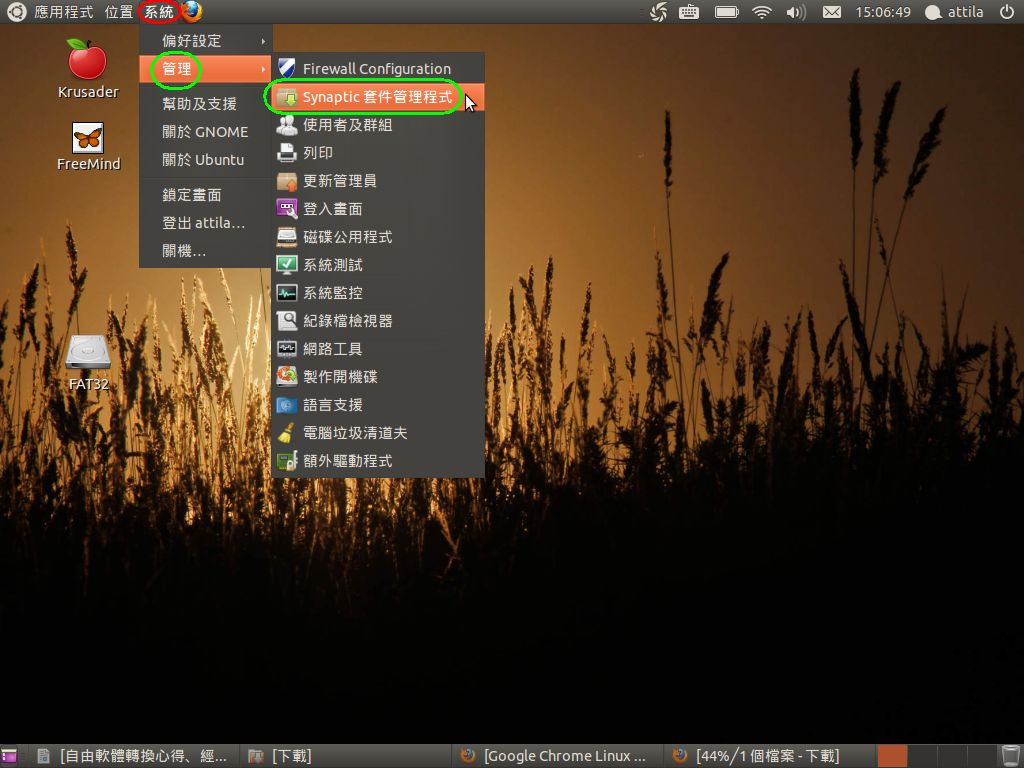 應用程式 位置 系統 15:06:49 attila
Krusader
FreeMind
FAT32
偏好設定
管理
幫助及支援
關於 GNOME
關於 Ubuntu
鎖定畫面
登出 attila...
關機...
Firewall Configuration
Synaptic 套件管理程式
使用者及群組
列印
更新管理員
登入畫面
磁碟公用程式
系統測試
系統監控
紀錄檔檢視器
網路工具
製作開機碟
語言支援
電腦垃圾清道夫
額外驅動程式
[自由軟體轉換心得、經... [下載] [Google Chrome Linux ... [44%/1 個檔案 - 下載]